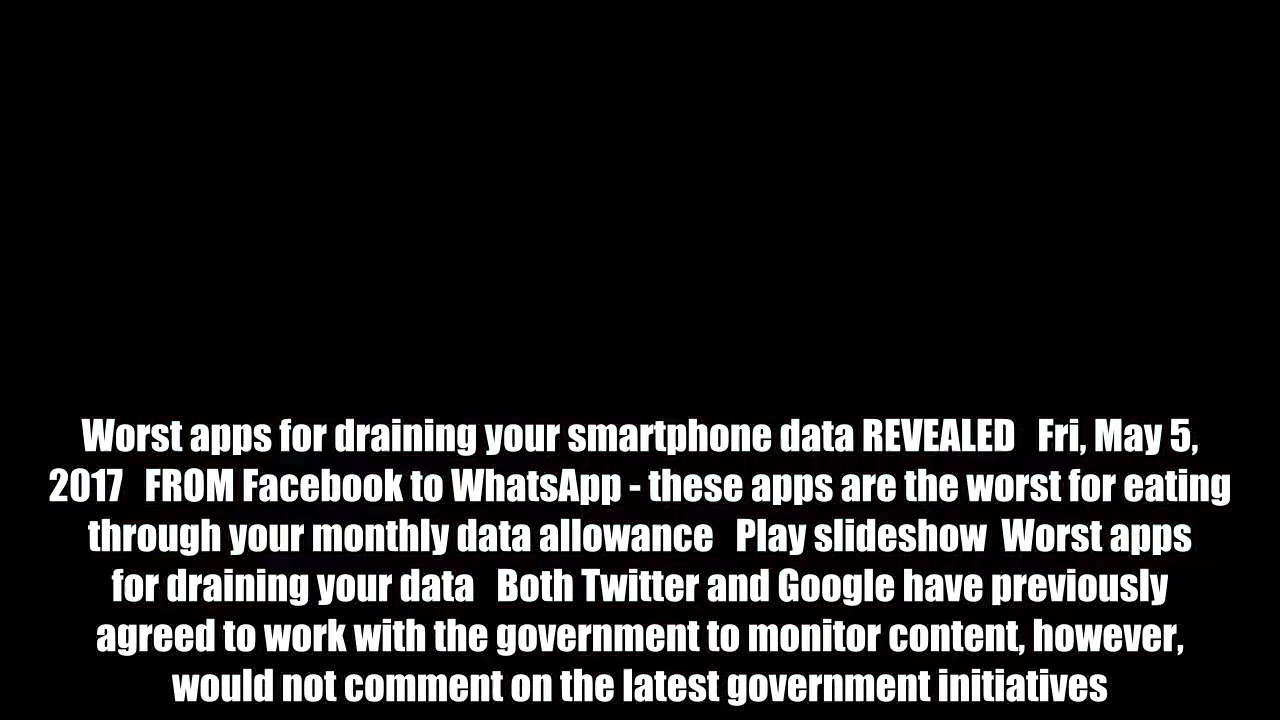 Worst apps for draining your smartphone data REVEALED   Fri, May 5,
2017   FROM Facebook to WhatsApp - these apps are the worst for eating
through your monthly data allowance   Play slideshow  Worst apps
for draining your data   Both Twitter and Google have previously
agreed to work with the government to monitor content, however,
would not comment on the latest government initiatives